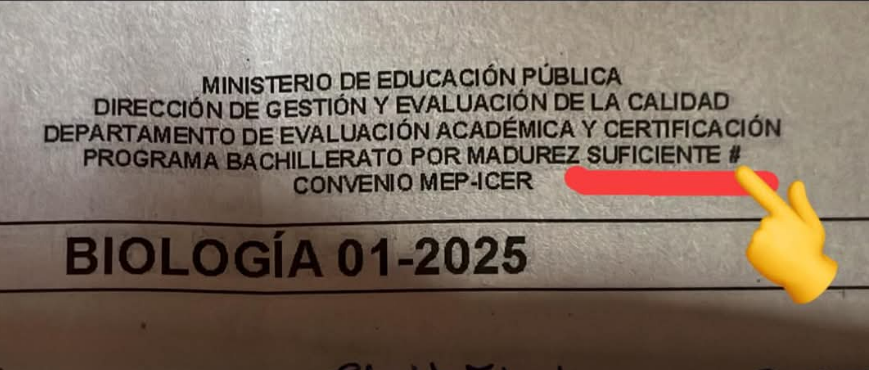 MINISTERIO DE EDUCACIÓN PÚBLICA
DIRECCIÓN DE GESTIÓN Y EVALUACIÓN DE LA CALIDAD
DEPARTAMENTO DE EVALUACIÓN ACADÉMICA Y CERTIFICACIÓN
PROGRAMA BACHILLERATO POR MADUREZ SUFICIENTE #
CONVENIO MEP-ICER
BIOLOGÍA 01-2025